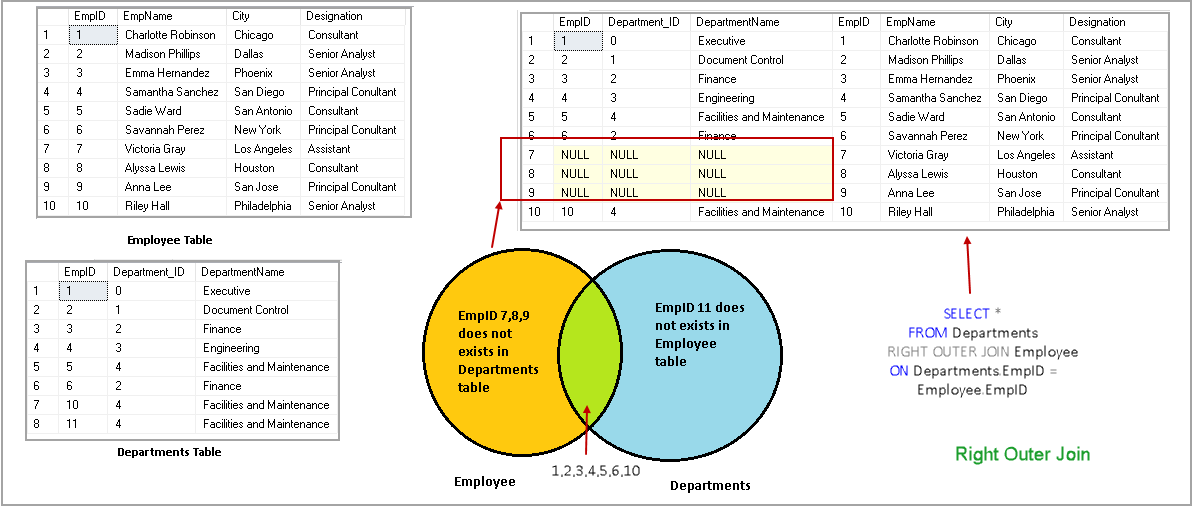 EmpID EmpName City Designation
1 1 Charlotte Robinson Chicago Consultant
2 2 Madison Phillips Dallas Senior Analyst
3 3 Emma Hernandez Phoenix Senior Analyst
4 4 Samantha Sanchez San Diego Principal Conultant
5 5 Sadie Ward San Antonio Consultant
6 6 Savannah Perez New York Principal Conultant
7 7 Victoria Gray Los Angeles Assistant
8 8 Alyssa Lewis Houston Consultant
9 9 Anna Lee San Jose Principal Conultant
10 10 Riley Hall Philadelphia Senior Analyst
Employee Table
EmpID Department_ID DepartmentName
1 1 0 Executive
2 2 1 Document Control
3 3 2 Finance
4 4 3 Engineering
5 5 4 Facilities and Maintenance
6 6 2 Finance
7 10 4 Facilities and Maintenance
8 11 4 Facilities and Maintenance
Departments Table
EmpID Department_ID DepartmentName EmpID EmpName City Designation
1 1 0 Executive 1 Charlotte Robinson Chicago Consultant
2 2 1 Document Control 2 Madison Phillips Dallas Senior Analyst
3 3 2 Finance 3 Emma Hernandez Phoenix Senior Analyst
4 4 3 Engineering 4 Samantha Sanchez San Diego Principal Conultant
5 5 4 Facilities and Maintenance 5 Sadie Ward San Antonio Consultant
6 6 2 Finance 6 Savannah Perez New York Principal Conultant
7 NULL NULL NULL 7 Victoria Gray Los Angeles Assistant
8 NULL NULL NULL 8 Alyssa Lewis Houston Consultant
9 NULL NULL NULL 9 Anna Lee San Jose Principal Conultant
10 10 4 Facilities and Maintenance 10 Riley Hall Philadelphia Senior Analyst
EmpID 7,8,9
does not
exists in
Departments
table
EmpID 11 does
not exists in
Employee
table
1,2,3,4,5,6,10
Employee
Departments
SELECT *
FROM Departments
RIGHT OUTER JOIN Employee
ON Departments.EmpID =
Employee.EmpID
Right Outer Join